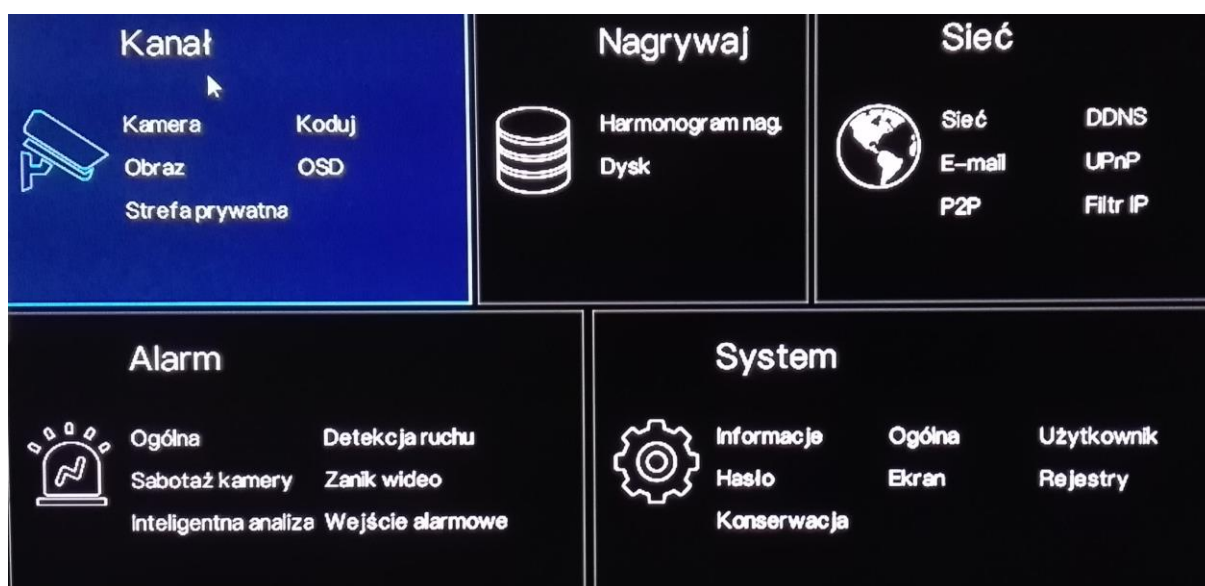 Kanał
Kamera Koduj
Obraz OSD
Strefa prywatna
Nagrywaj
Harmonogram nag.
Dysk
Sieć
Sieć DDNS
E-mail UPnP
P2P Filtr IP
Alarm
Ogólna Detekcja ruchu
Sabotaż kamery Zanik wideo
Inteligentna analiza Wejście alarmowe
System
Informacje Ogólna Użytkownik
Hasło Ekran Rejestry
Konserwacja